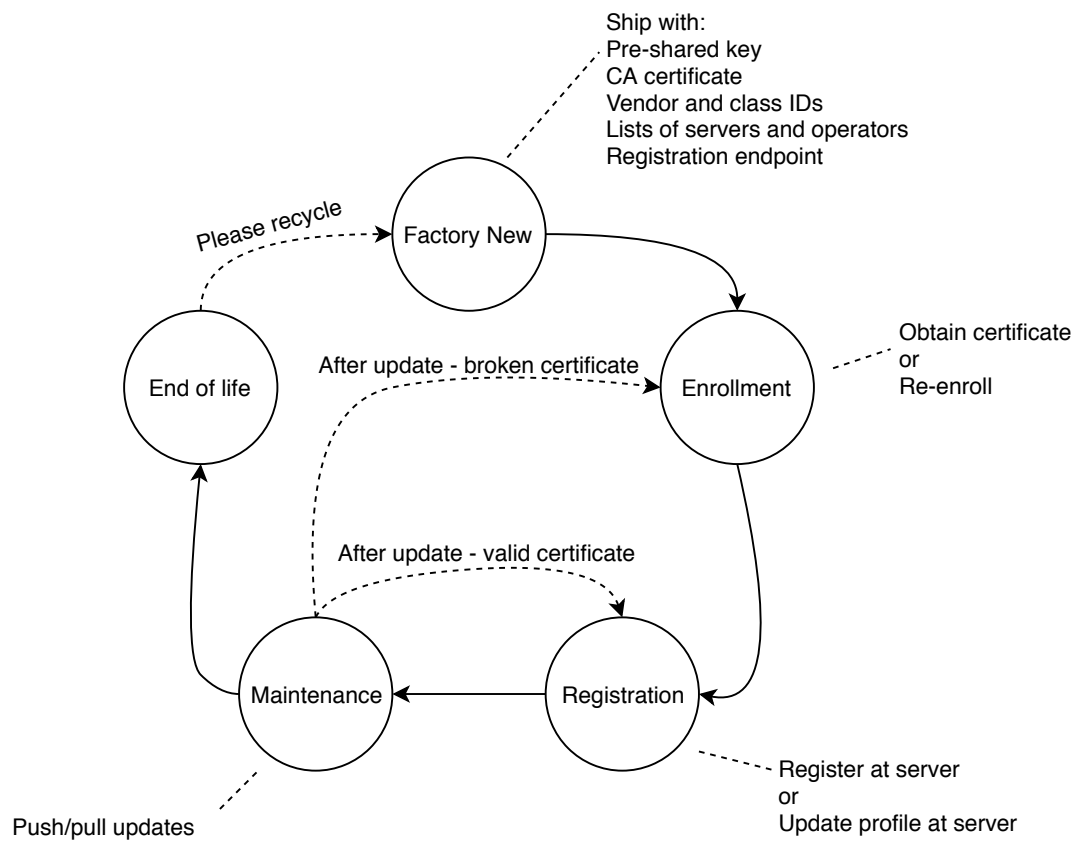 Ship with:
Pre-shared key
CA certificate
Vendor and class IDs
Lists of servers and operators
Registration endpoint
Please recycle
Factory New
End of life
After update - broken certificate
Enrollment
Obtain certificate
or
Re-enroll
After update - valid certificate
Maintenance
Registration
Push/pull updates
Register at server
or
Update profile at server